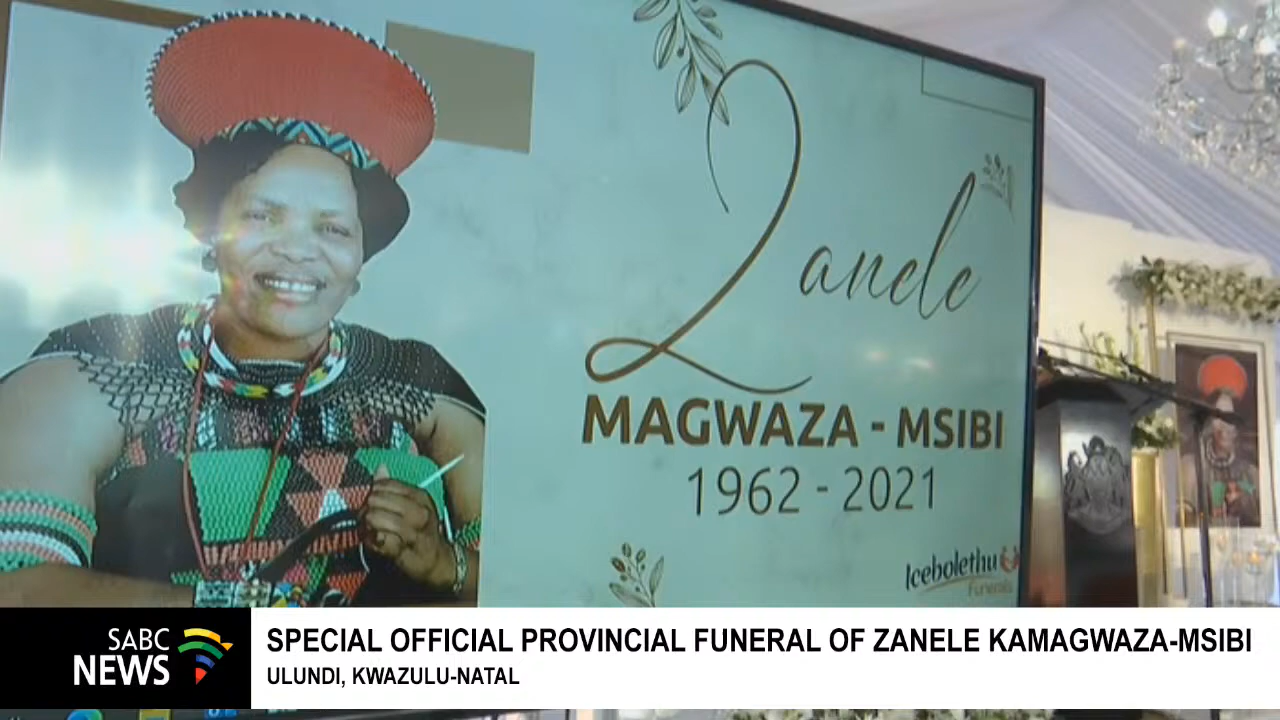 Zanele
MAGWAZA - MSIBI
1962 - 2021
Icebolethu
Funerals
SABC
NEWS
SPECIAL OFFICIAL PROVINCIAL FUNERAL OF ZANELE KAMAGWAZA-MSIBI
ULUNDI, KWAZULU-NATAL